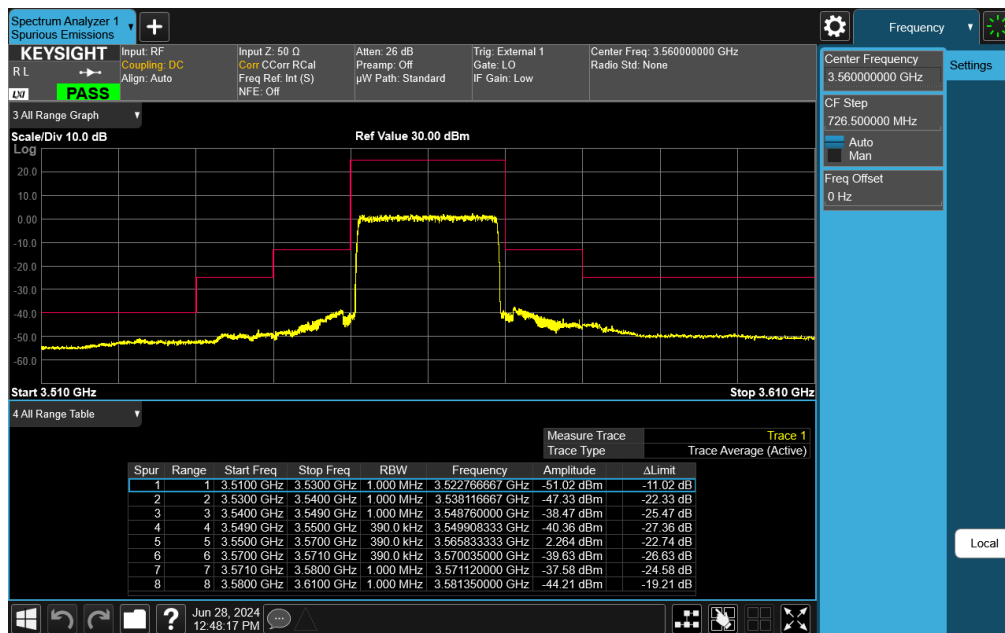 Spectrum Analyzer 1
Spurious Emissions
Frequency
KEYSIGHT
R L
LXI
PASS
Input: RF
Coupling: DC
Align: Auto
Input Z: 50 Ω
Corr CCorr RCal
Freq Ref: Int (S)
NFE: Off
Atten: 26 dB
Preamp: Off
µW Path: Standard
Trig: External 1
Gate: LO
IF Gain: Low
Center Freq: 3.560000000 GHz
Radio Std: None
Center Frequency
3.560000000 GHz
CF Step
726.500000 MHz
Auto
Man
Freq Offset
0 Hz
Settings
Local
3 All Range Graph
Scale/Div 10.0 dB
Ref Value 30.00 dBm
Log
20.0
10.0
0.00
-10.0
-20.0
-30.0
-40.0
-50.0
-60.0
Start 3.510 GHz
Stop 3.610 GHz
4 All Range Table
Measure Trace Trace 1
Trace Type Trace Average (Active)
Spur Range Start Freq Stop Freq RBW Frequency Amplitude ΔLimit
1 1 3.5100 GHz 3.5300 GHz 1.000 MHz 3.522766667 GHz -51.02 dBm -11.02 dB
2 2 3.5300 GHz 3.5400 GHz 1.000 MHz 3.538116667 GHz -47.33 dBm -22.33 dB
3 3 3.5400 GHz 3.5490 GHz 1.000 MHz 3.548760000 GHz -38.47 dBm -25.47 dB
4 4 3.5490 GHz 3.5500 GHz 390.0 kHz 3.549908333 GHz -40.36 dBm -27.36 dB
5 5 3.5500 GHz 3.5700 GHz 390.0 kHz 3.565833333 GHz 2.264 dBm -22.74 dB
6 6 3.5700 GHz 3.5710 GHz 390.0 kHz 3.570035000 GHz -39.63 dBm -26.63 dB
7 7 3.5710 GHz 3.5800 GHz 1.000 MHz 3.571120000 GHz -37.58 dBm -24.58 dB
8 8 3.5800 GHz 3.6100 GHz 1.000 MHz 3.581350000 GHz -44.21 dBm -19.21 dB
?
Jun 28, 2024
12:48:17 PM